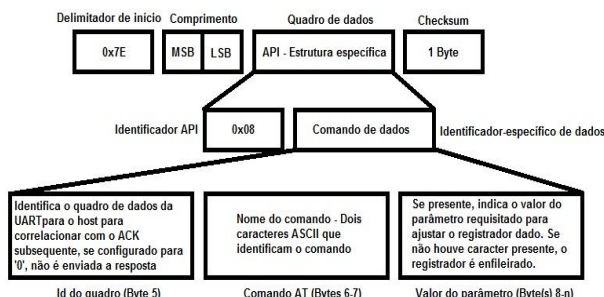 Delimitador de início
Comprimento
Quadro de dados
Checksum
0x7E
MSB
LSB
API - Estrutura específica
1 Byte
Identificador API
0x08
Comando de dados
Identificador-específico de dados
Identifica o quadro de dados da
UARTpara o host para
correlacionar com o ACK
subsequente, se configurado para
'0', não é enviada a resposta
Nome do comando - Dois
caracteres ASCII que
identificam o comando
Se presente, indica o valor do
parâmetro requisitado para
ajustar o registrador dado. Se
não houve caracter presente, o
registrador é enfileirado.
Id do quadro (Byte 5)
Comando AT (Bytes 6-7)
Valor do parâmetro (Byte(s) 8-n)